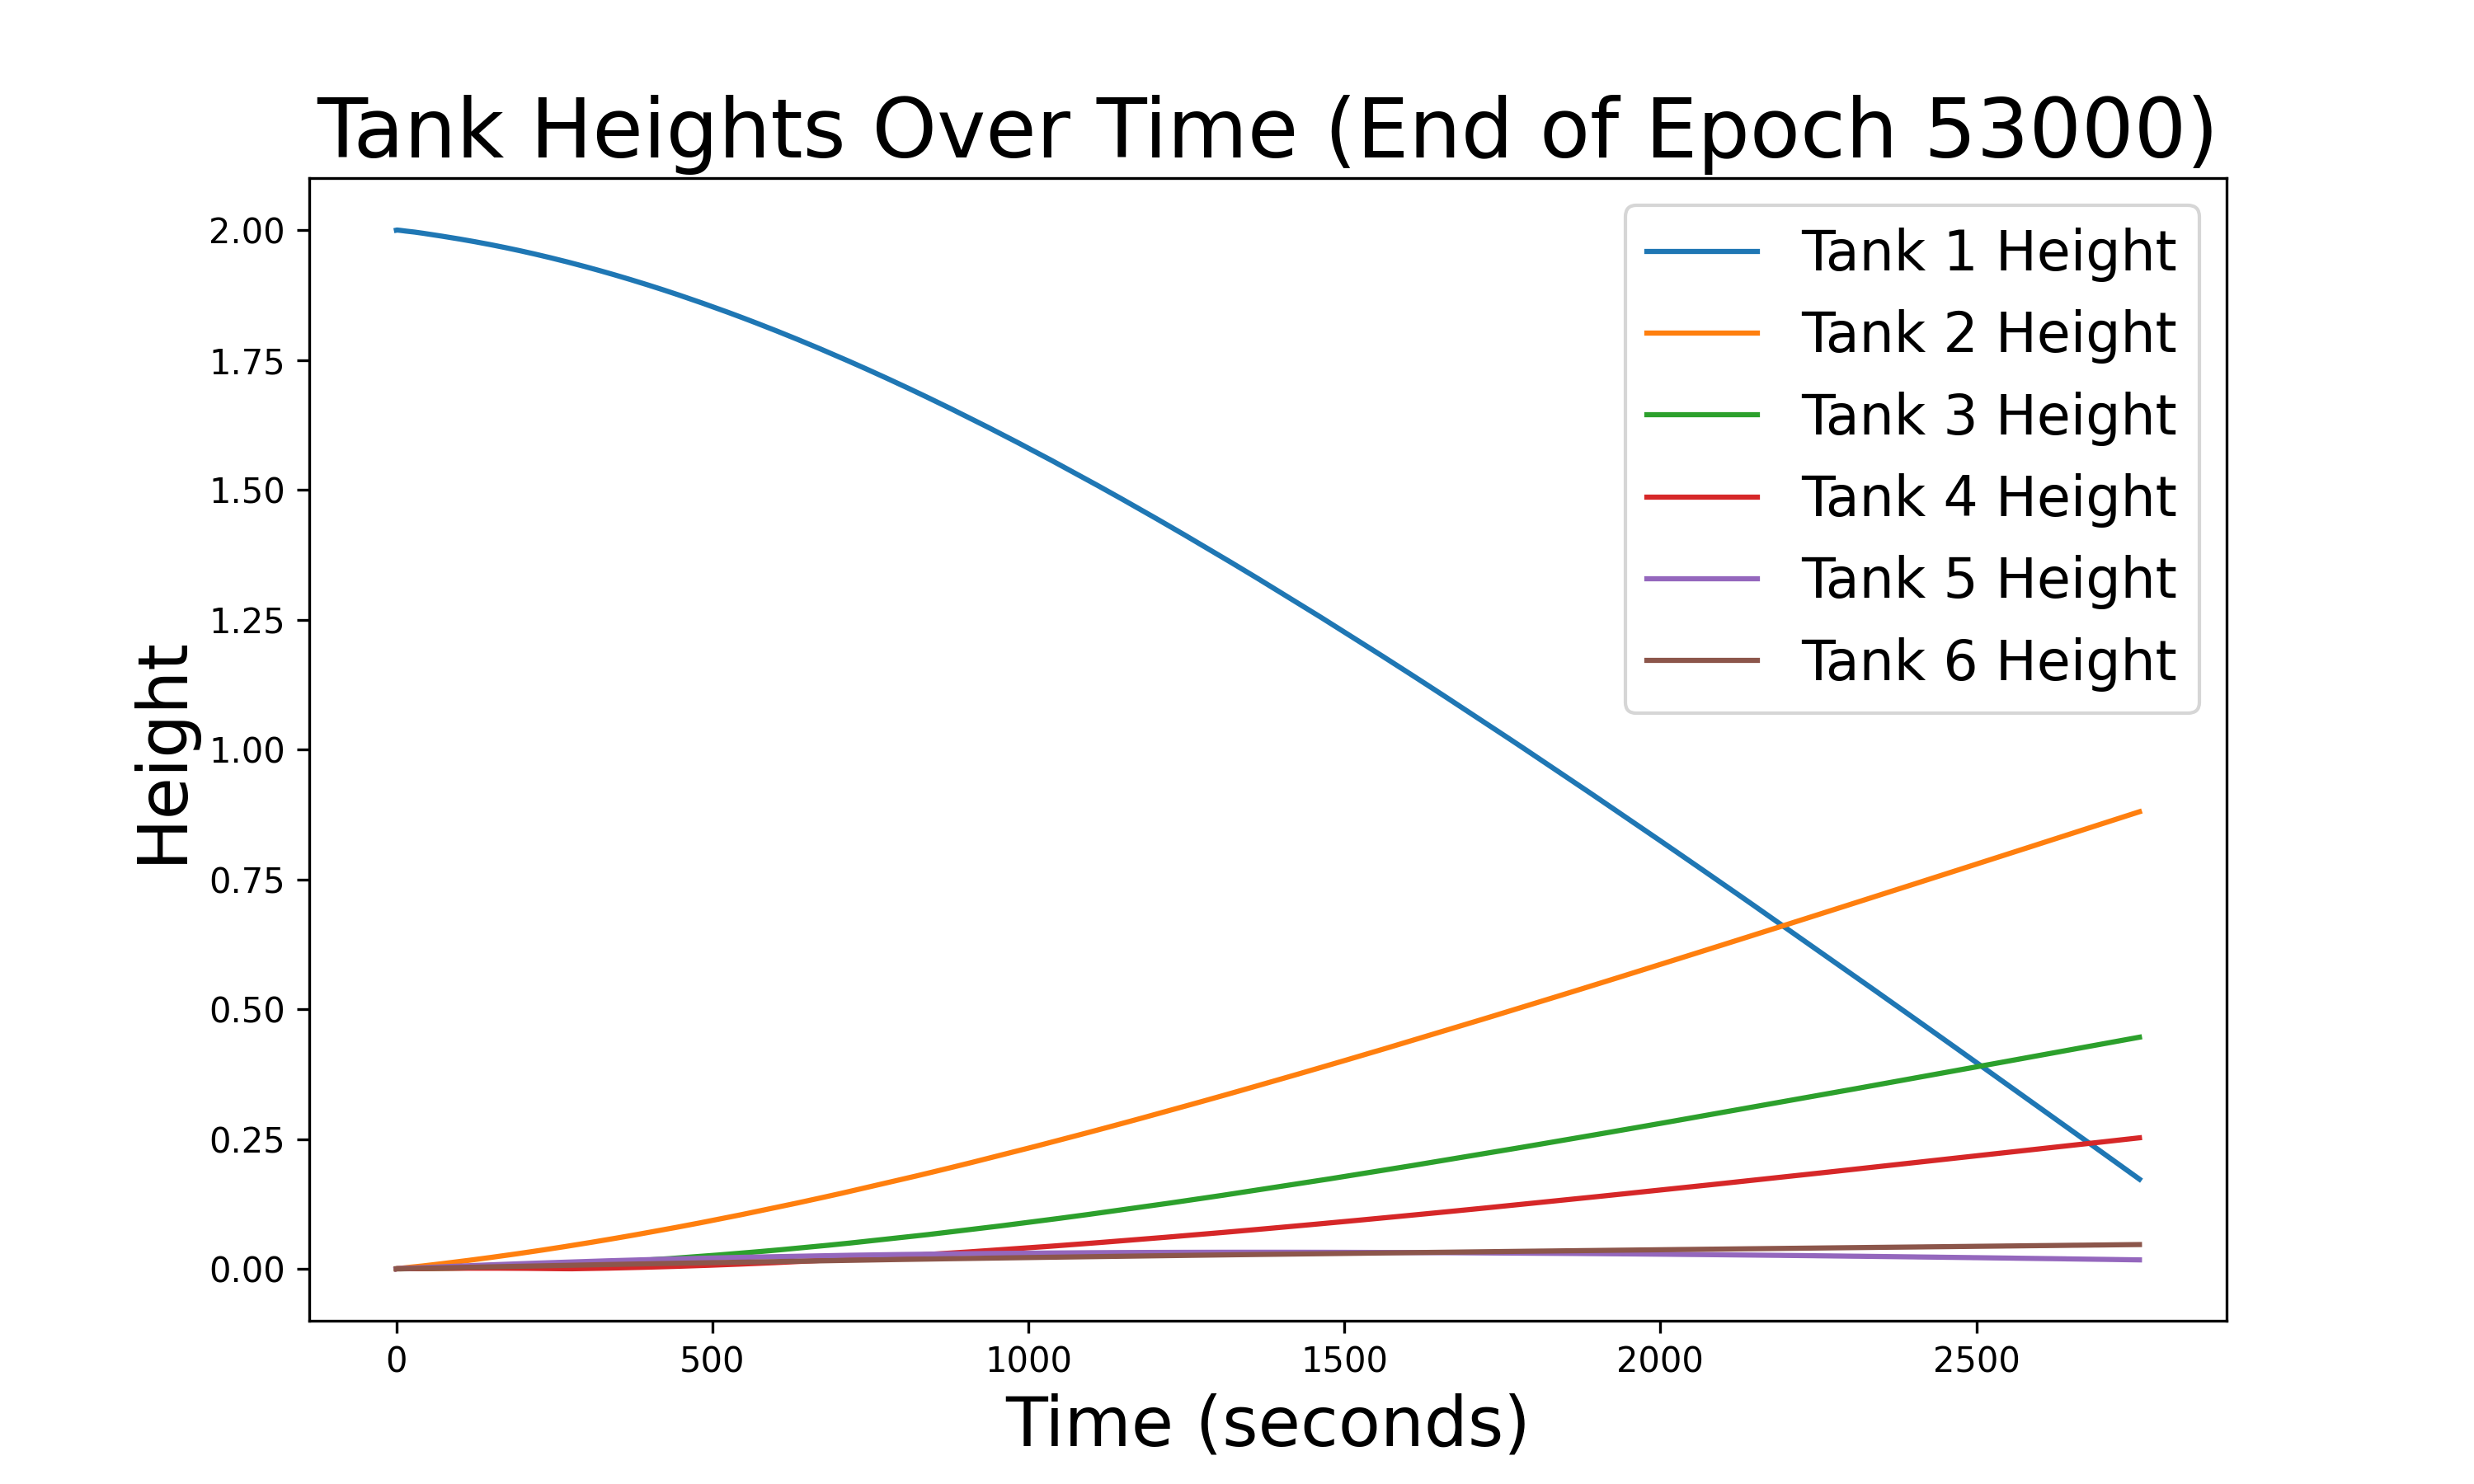 Tank Heights Over Time (End of Epoch 53000)
2.00
1.75
1.50
1.25
1.00
0.75
0.50
0.25
0.00
Height
Tank 1 Height
Tank 2 Height
Tank 3 Height
Tank 4 Height
Tank 5 Height
Tank 6 Height
0 500 1000 1500 2000 2500
Time (seconds)